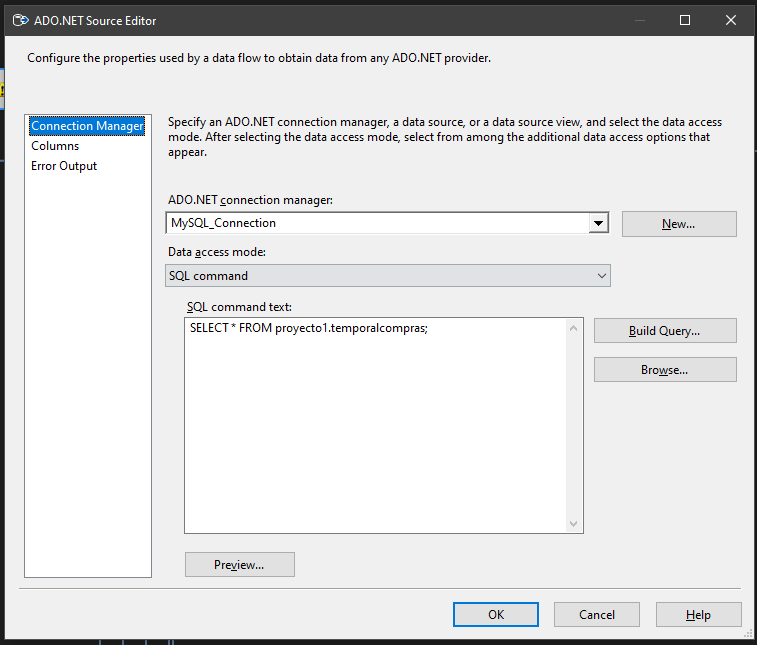 ADO.NET Source Editor
Configure the properties used by a data flow to obtain data from any ADO.NET provider.
Connection Manager
Columns
Error Output
Specify an ADO.NET connection manager, a data source, or a data source view, and select the data access
mode. After selecting the data access mode, select from among the additional data access options that
appear.
ADO.NET connection manager:
MySQL_Connection
New...
Data access mode:
SQL command
SQL command text:
SELECT * FROM proyecto1.temporalcompras;
Build Query...
Browse...
Preview...
OK
Cancel
Help